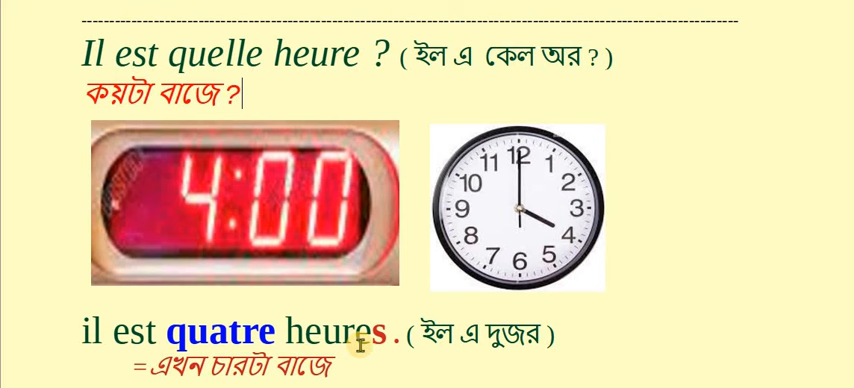 Il est quelle heure ? ( ইল এ কেল অর ? )
কয়টা বাজে ?
4:00
12
11 1
10 2
9 3
8 4
7 5
6
il est quatre heures . ( ইল এ দুজর )
= এখন চারটা বাজে